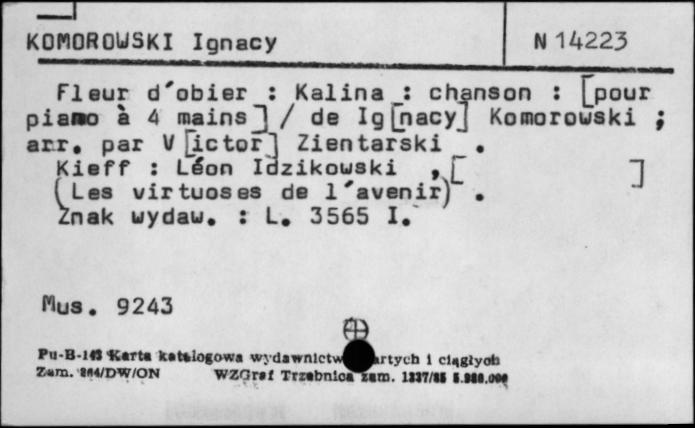 KOMOROWSKI Ignacy
N 14223
Fleur d'obier : Kalina : chanson : [pour
piano à 4 mains] / de Ig[nacy] Komorowski ;
arr. par V[ictor] Zientarski .
Kieff : Léon Idzikowski , [ ]
(Les virtuoses de l'avenir) .
Znak wydaw. : L. 3565 I.
Mus. 9243
Pu-B-143 Karta katalogowa wydawnictw artych i ciągłych
Zam. /DW/ON WZGraf Trzebnica zam. 1337/85